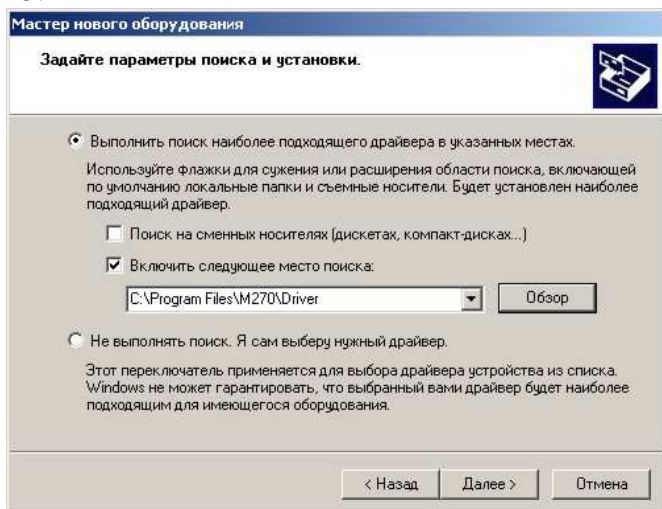 Мастер нового оборудования
Задайте параметры поиска и установки.
Выполнить поиск наиболее подходящего драйвера в указанных местах.
Используйте флажки для сужения или расширения области поиска, включающей
по умолчанию локальные папки и съемные носители. Будет установлен наиболее
подходящий драйвер.
Поиск на сменных носителях (дискетах, компакт-дисках...)
Включить следующее место поиска:
C:\Program Files\M270\Driver
Обзор
Не выполнять поиск. Я сам выберу нужный драйвер.
Этот переключатель применяется для выбора драйвера устройства из списка.
Windows не может гарантировать, что выбранный вами драйвер будет наиболее
подходящим для имеющегося оборудования.
< Назад Далее > Отмена